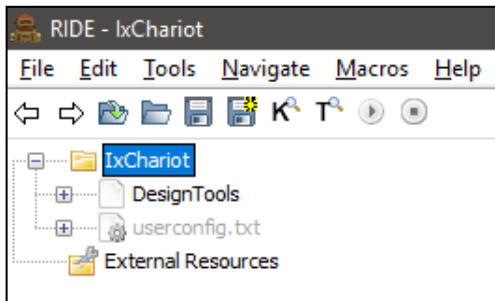 RIDE - IxChariot
File Edit Tools Navigate Macros Help
K T
IxChariot
DesignTools
userconfig.txt
External Resources